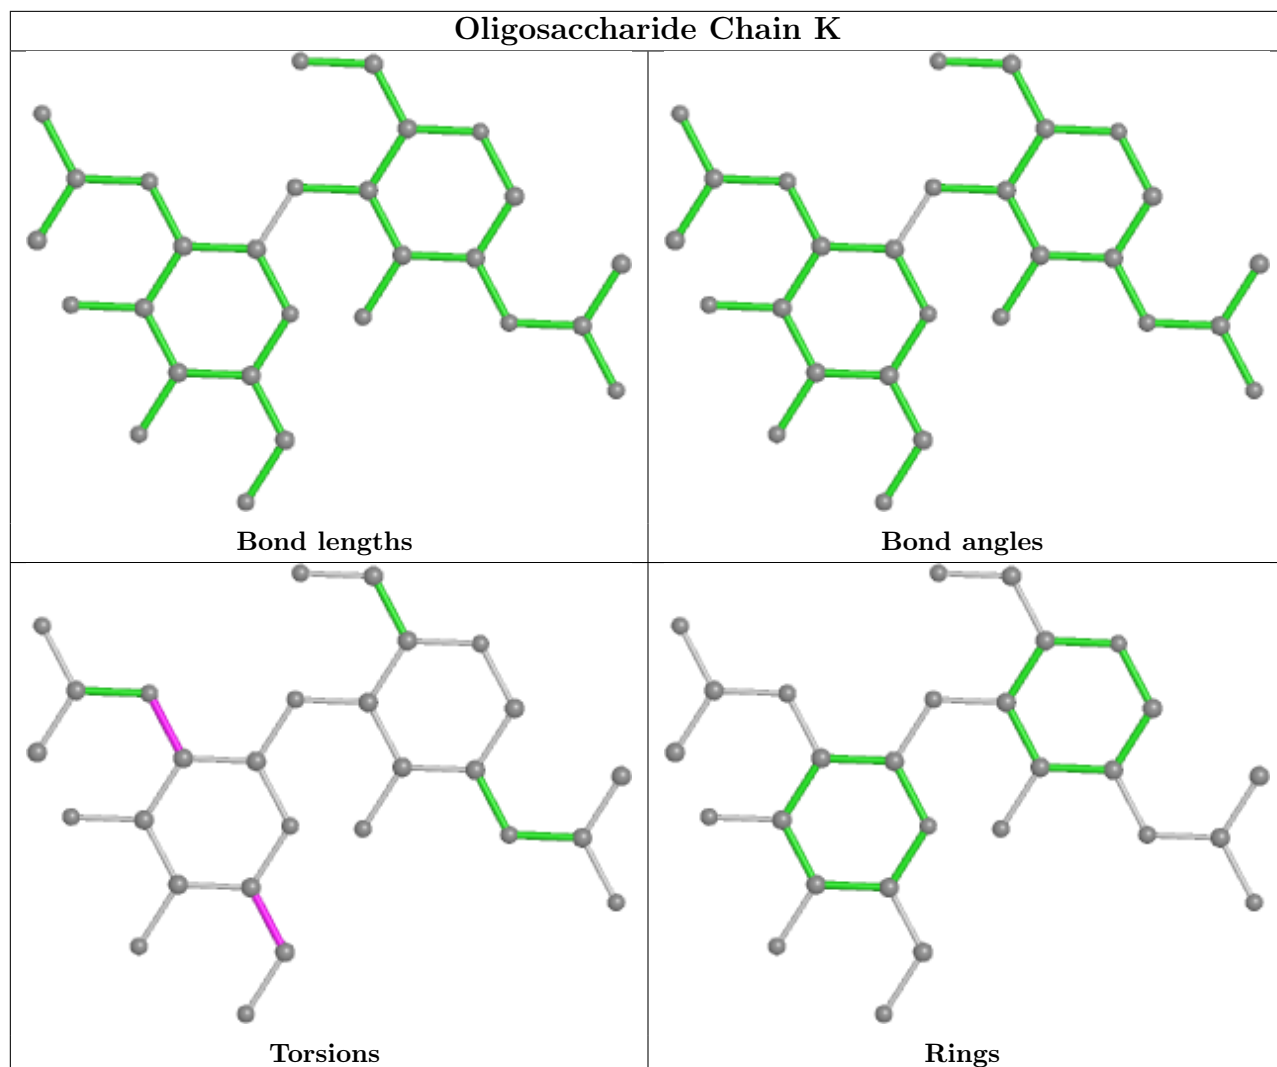 Oligosaccharide Chain K
Bond lengths
Bond angles
Torsions
Rings